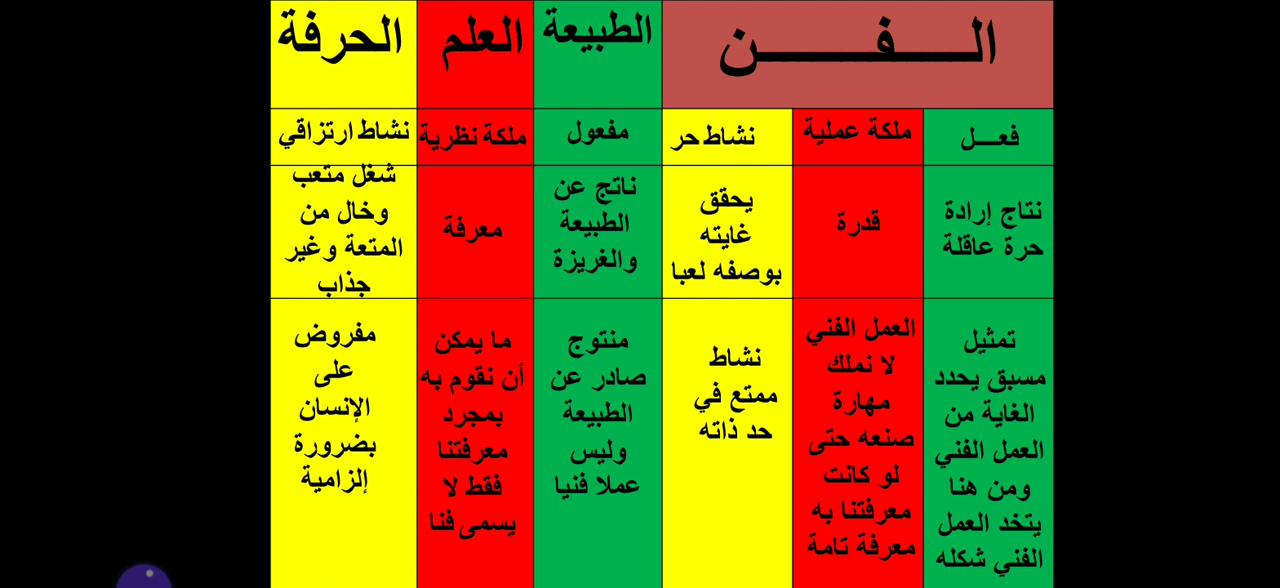 الـــفـــن
الطبيعة
العلم
الحرفة
فعـــل
ملكة عملية
نشاط حر
مفعول
ملكة نظرية
نشاط ارتزاقي
نتاج إرادة
حرة عاقلة
قدرة
يحقق
غايته
بوصفه لعبا
ناتج عن
الطبيعة
والغريزة
معرفة
شغل متعب
وخال من
المتعة وغير
جذاب
تمثيل
مسبق يحدد
الغاية من
العمل الفني
ومن هنا
يتخد العمل
الفني شكله
العمل الفني
لا نملك
مهارة
صنعه حتى
لو كانت
معرفتنا به
معرفة تامة
نشاط
ممتع في
حد ذاته
منتوج
صادر عن
الطبيعة
وليس
عملا فنيا
ما يمكن
أن نقوم به
بمجرد
معرفتنا
فقط لا
يسمى فنا
مفروض
على
الإنسان
بضرورة
إلزامية